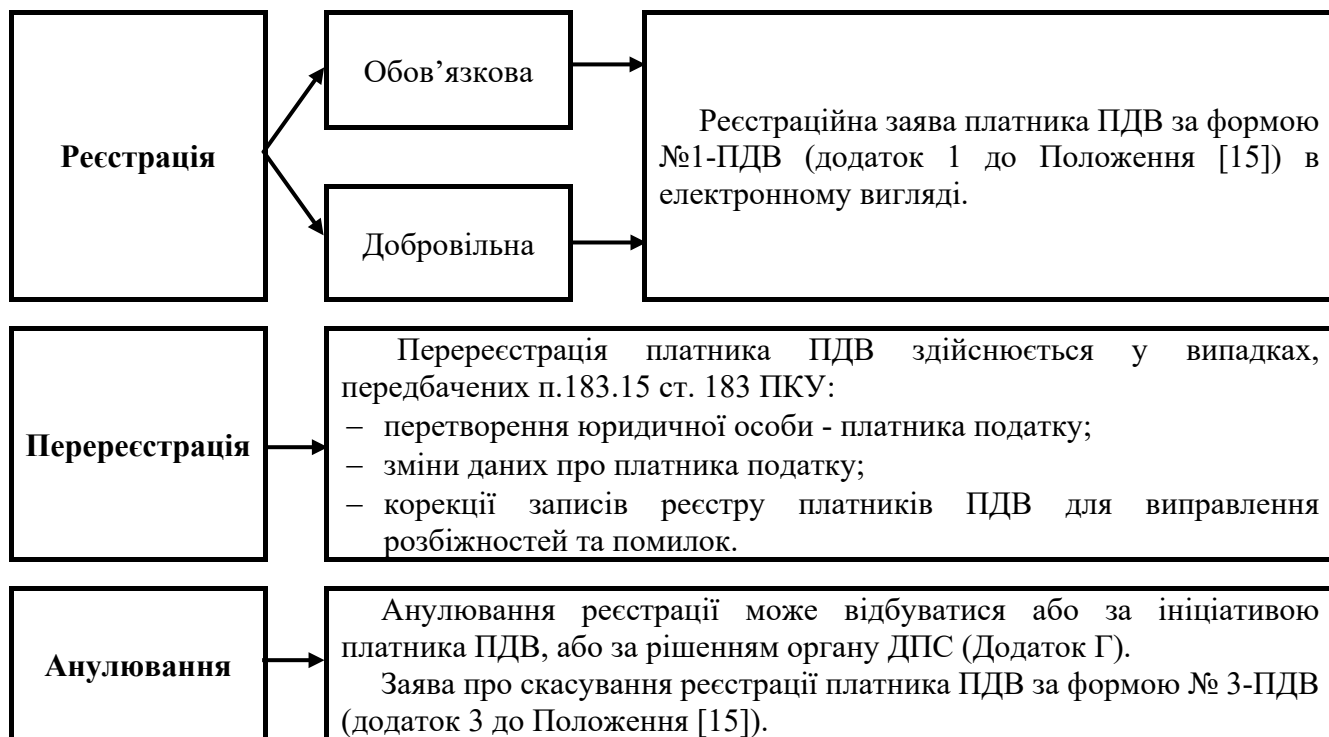 Реєстрація
Обов’язкова
Добровільна
Реєстраційна заява платника ПДВ за формою
№1-ПДВ (додаток 1 до Положення [15]) в
електронному вигляді.
Перереєстрація
Перереєстрація платника ПДВ здійснюється у випадках,
передбачених п.183.15 ст. 183 ПКУ:
− перетворення юридичної особи - платника податку;
− зміни даних про платника податку;
− корекції записів реєстру платників ПДВ для виправлення
розбіжностей та помилок.
Анулювання
Анулювання реєстрації може відбуватися або за ініціативою
платника ПДВ, або за рішенням органу ДПС (Додаток Г).
Заява про скасування реєстрації платника ПДВ за формою № 3-ПДВ
(додаток 3 до Положення [15]).